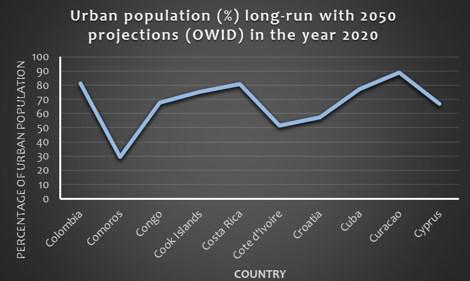 Urban population (%) long-run with 2050
projections (OWID) in the year 2020
PERCENTAGE OF URBAN POPULATION
100
90
80
70
60
50
40
30
20
10
0
Colombia
Comoros
Congo
Cook Islands
Costa Rica
Cote d'Ivoire
Croatia
Cuba
Curacao
Cyprus
COUNTRY